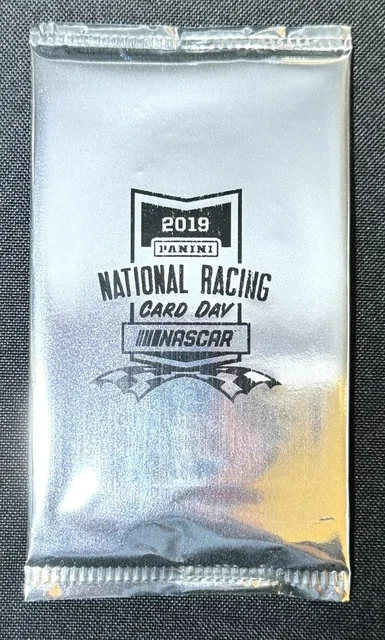 2019
PANINI
NATIONAL RACING
CARD DAY
NASCAR